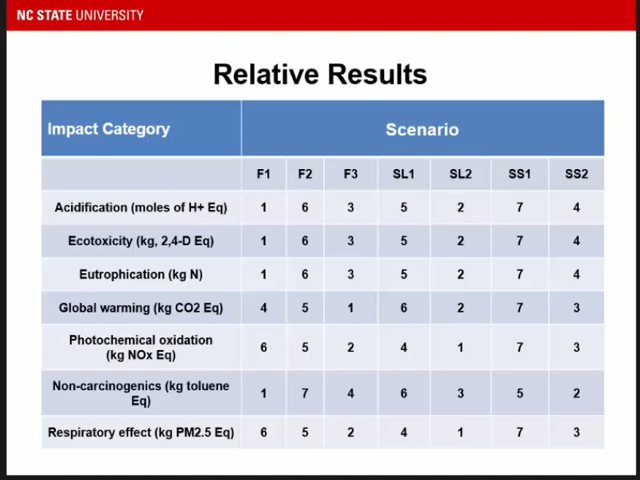 NC STATE UNIVERSITY
Relative Results
Impact Category Scenario
F1 F2 F3 SL1 SL2 SS1 SS2
Acidification (moles of H+ Eq) 1 6 3 5 2 7 4
Ecotoxicity (kg, 2,4-D Eq) 1 6 3 5 2 7 4
Eutrophication (kg N) 1 6 3 5 2 7 4
Global warming (kg CO2 Eq) 4 5 1 6 2 7 3
Photochemical oxidation
(kg NOx Eq) 6 5 2 4 1 7 3
Non-carcinogenics (kg toluene
Eq) 1 7 4 6 3 5 2
Respiratory effect (kg PM2.5 Eq) 6 5 2 4 1 7 3